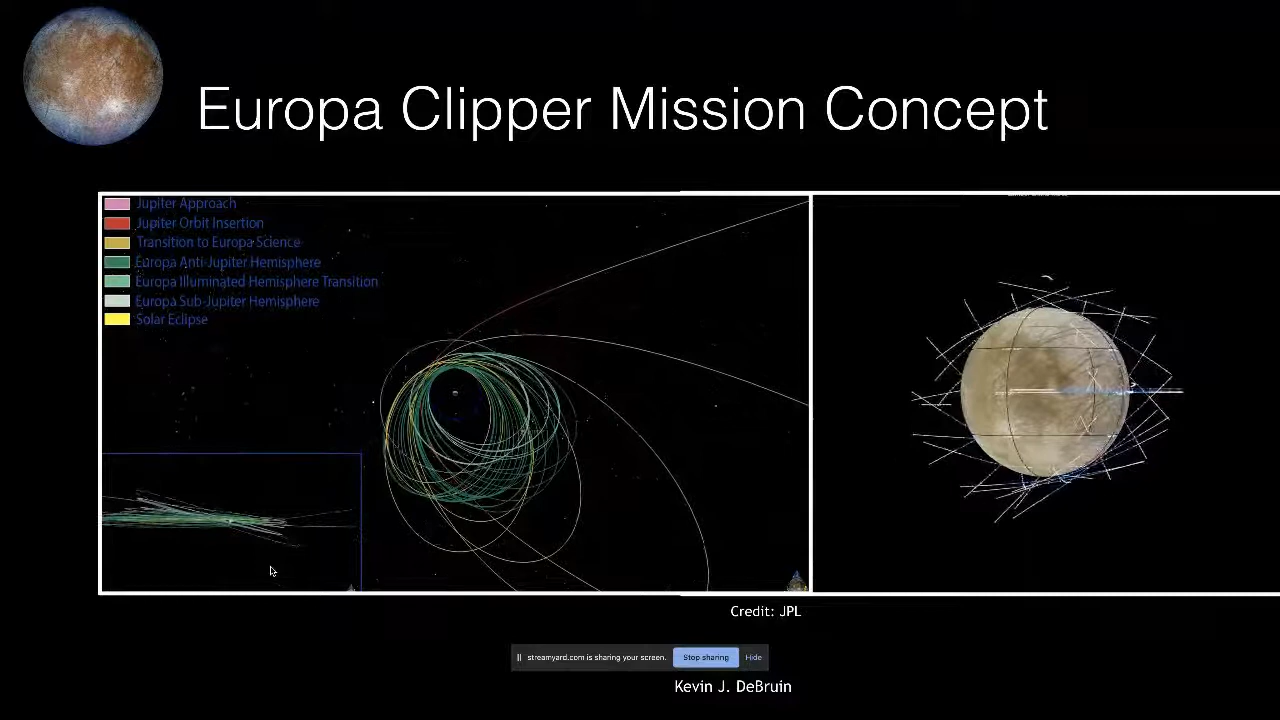 Europa Clipper Mission Concept
Jupiter Approach
Jupiter Orbit Insertion
Transition to Europa Science
Europa Anti-Jupiter Hemisphere
Europa Illuminated Hemisphere Transition
Europa Sub-Jupiter Hemisphere
Solar Eclipse
Credit: JPL
streamyard.com is sharing your screen. Stop sharing Hide
Kevin J. DeBruin